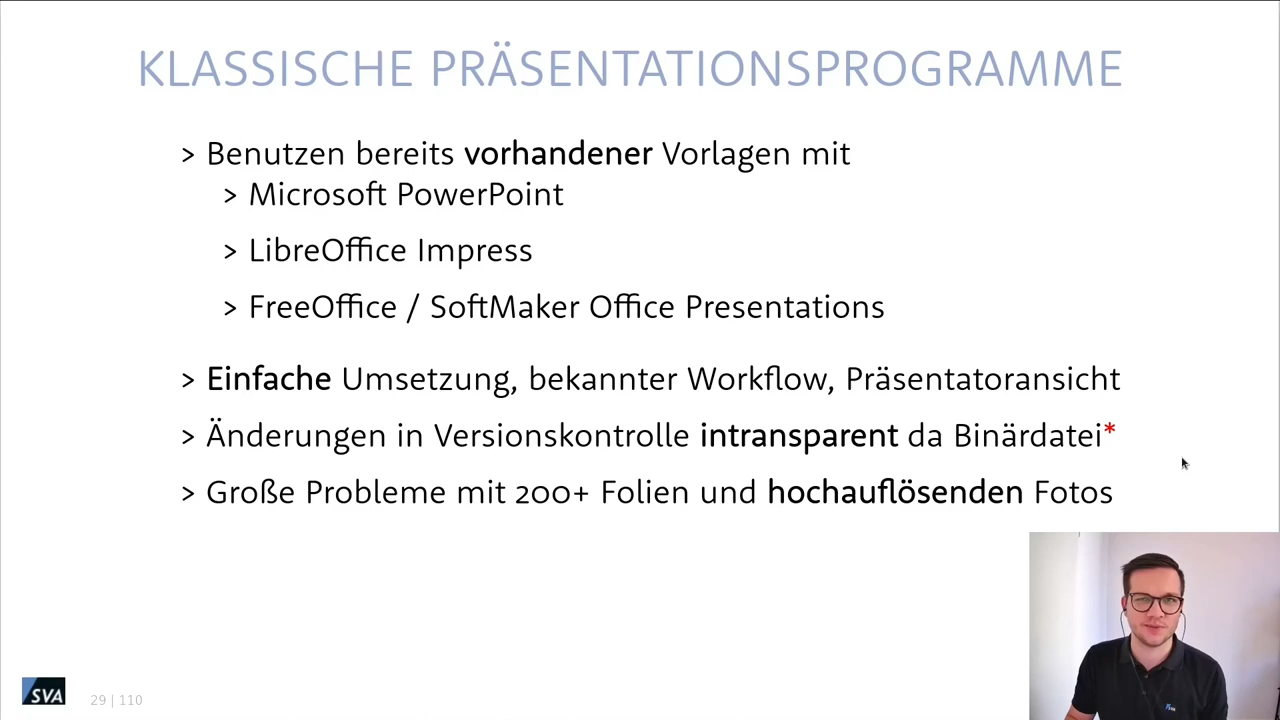 KLASSISCHE PRÄSENTATIONSPROGRAMME
> Benutzen bereits vorhandener Vorlagen mit
> Microsoft PowerPoint
> LibreOffice Impress
> FreeOffice / SoftMaker Office Presentations
> Einfache Umsetzung, bekannter Workflow, Präsentatoransicht
> Änderungen in Versionskontrolle intransparent da Binärdatei*
> Große Probleme mit 200+ Folien und hochauflösenden Fotos
SVA
29 | 110
SVA